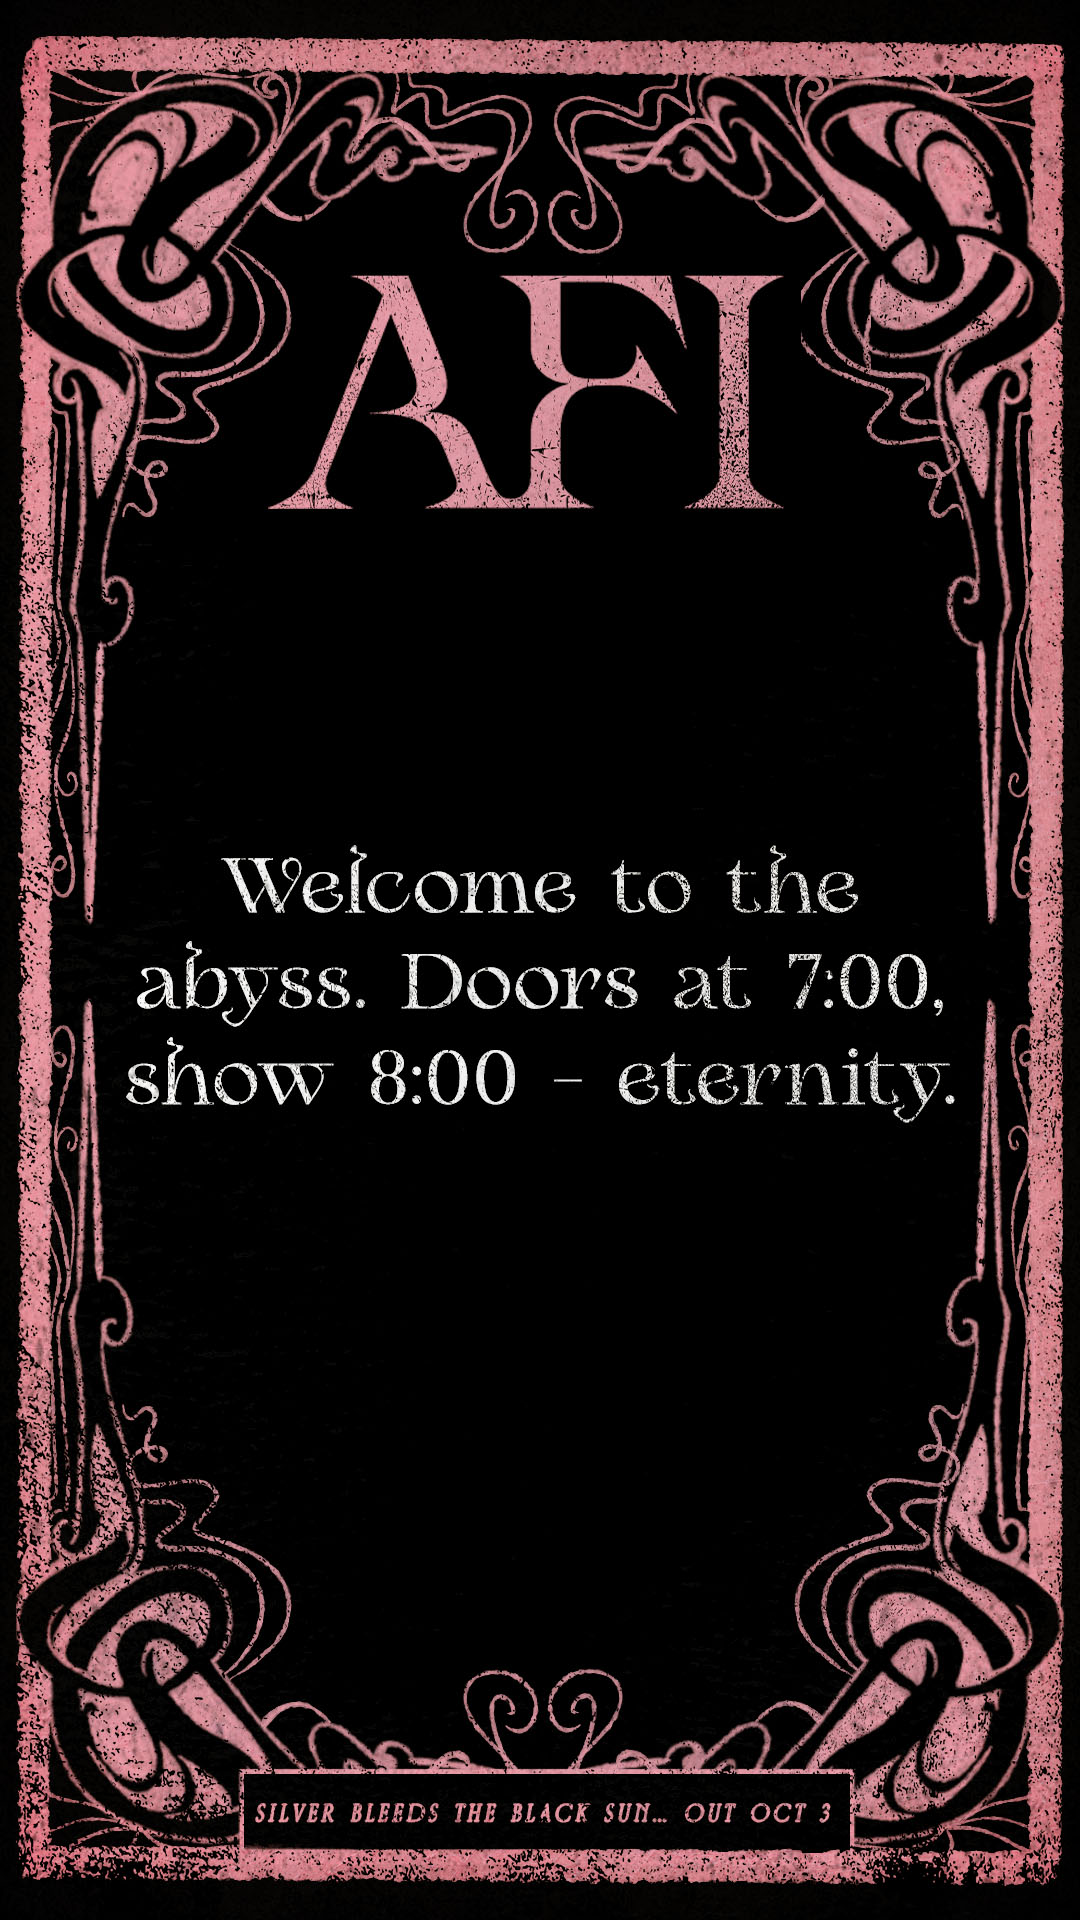 AFI
Welcome to the
abyss. Doors at 7:00,
show 8:00 - eternity.
SILVER BLEEDS THE BLACK SUN... OUT OCT 3